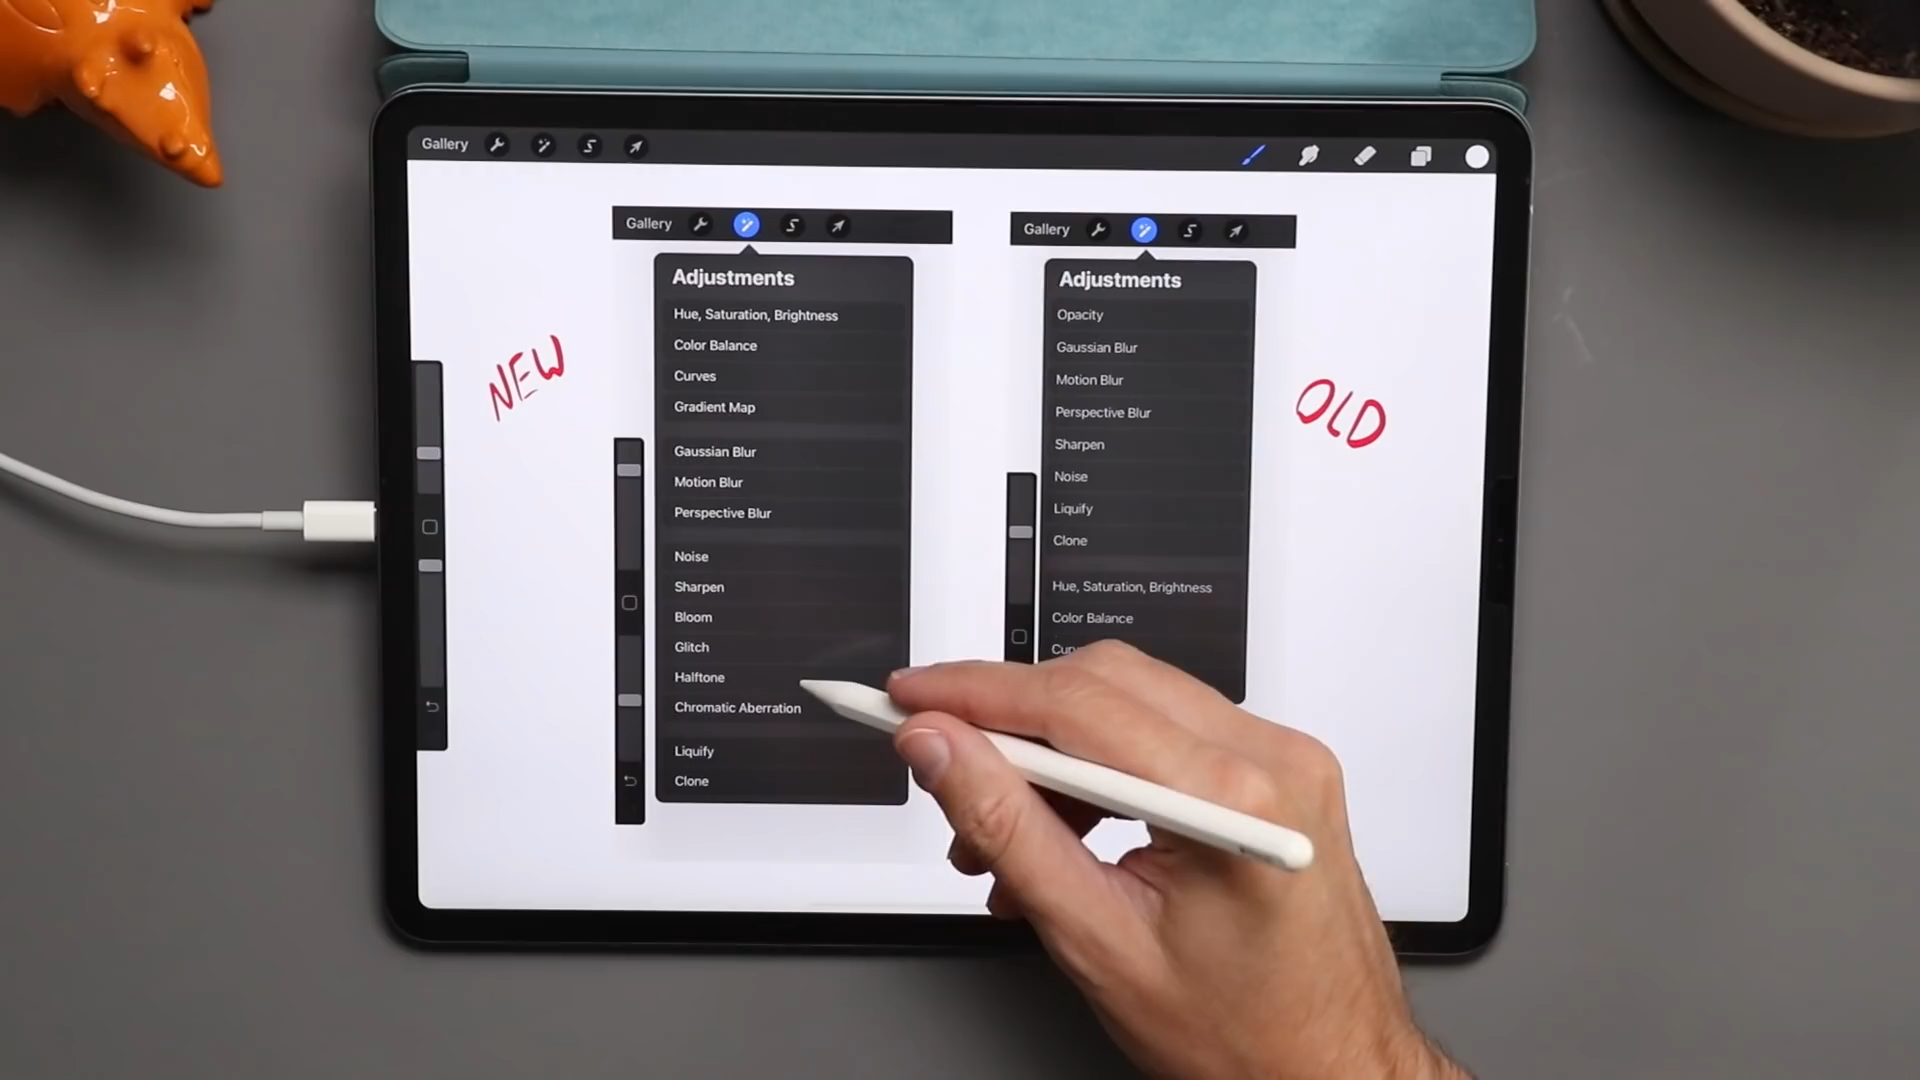 Gallery
Gallery
Adjustments
Hue, Saturation, Brightness
Color Balance
Curves
Gradient Map
Gaussian Blur
Motion Blur
Perspective Blur
Noise
Sharpen
Bloom
Glitch
Halftone
Chromatic Aberration
Liquify
Clone
NEW
Gallery
Adjustments
Opacity
Gaussian Blur
Motion Blur
Perspective Blur
Sharpen
Noise
Liquify
Clone
Hue, Saturation, Brightness
Color Balance
OLD